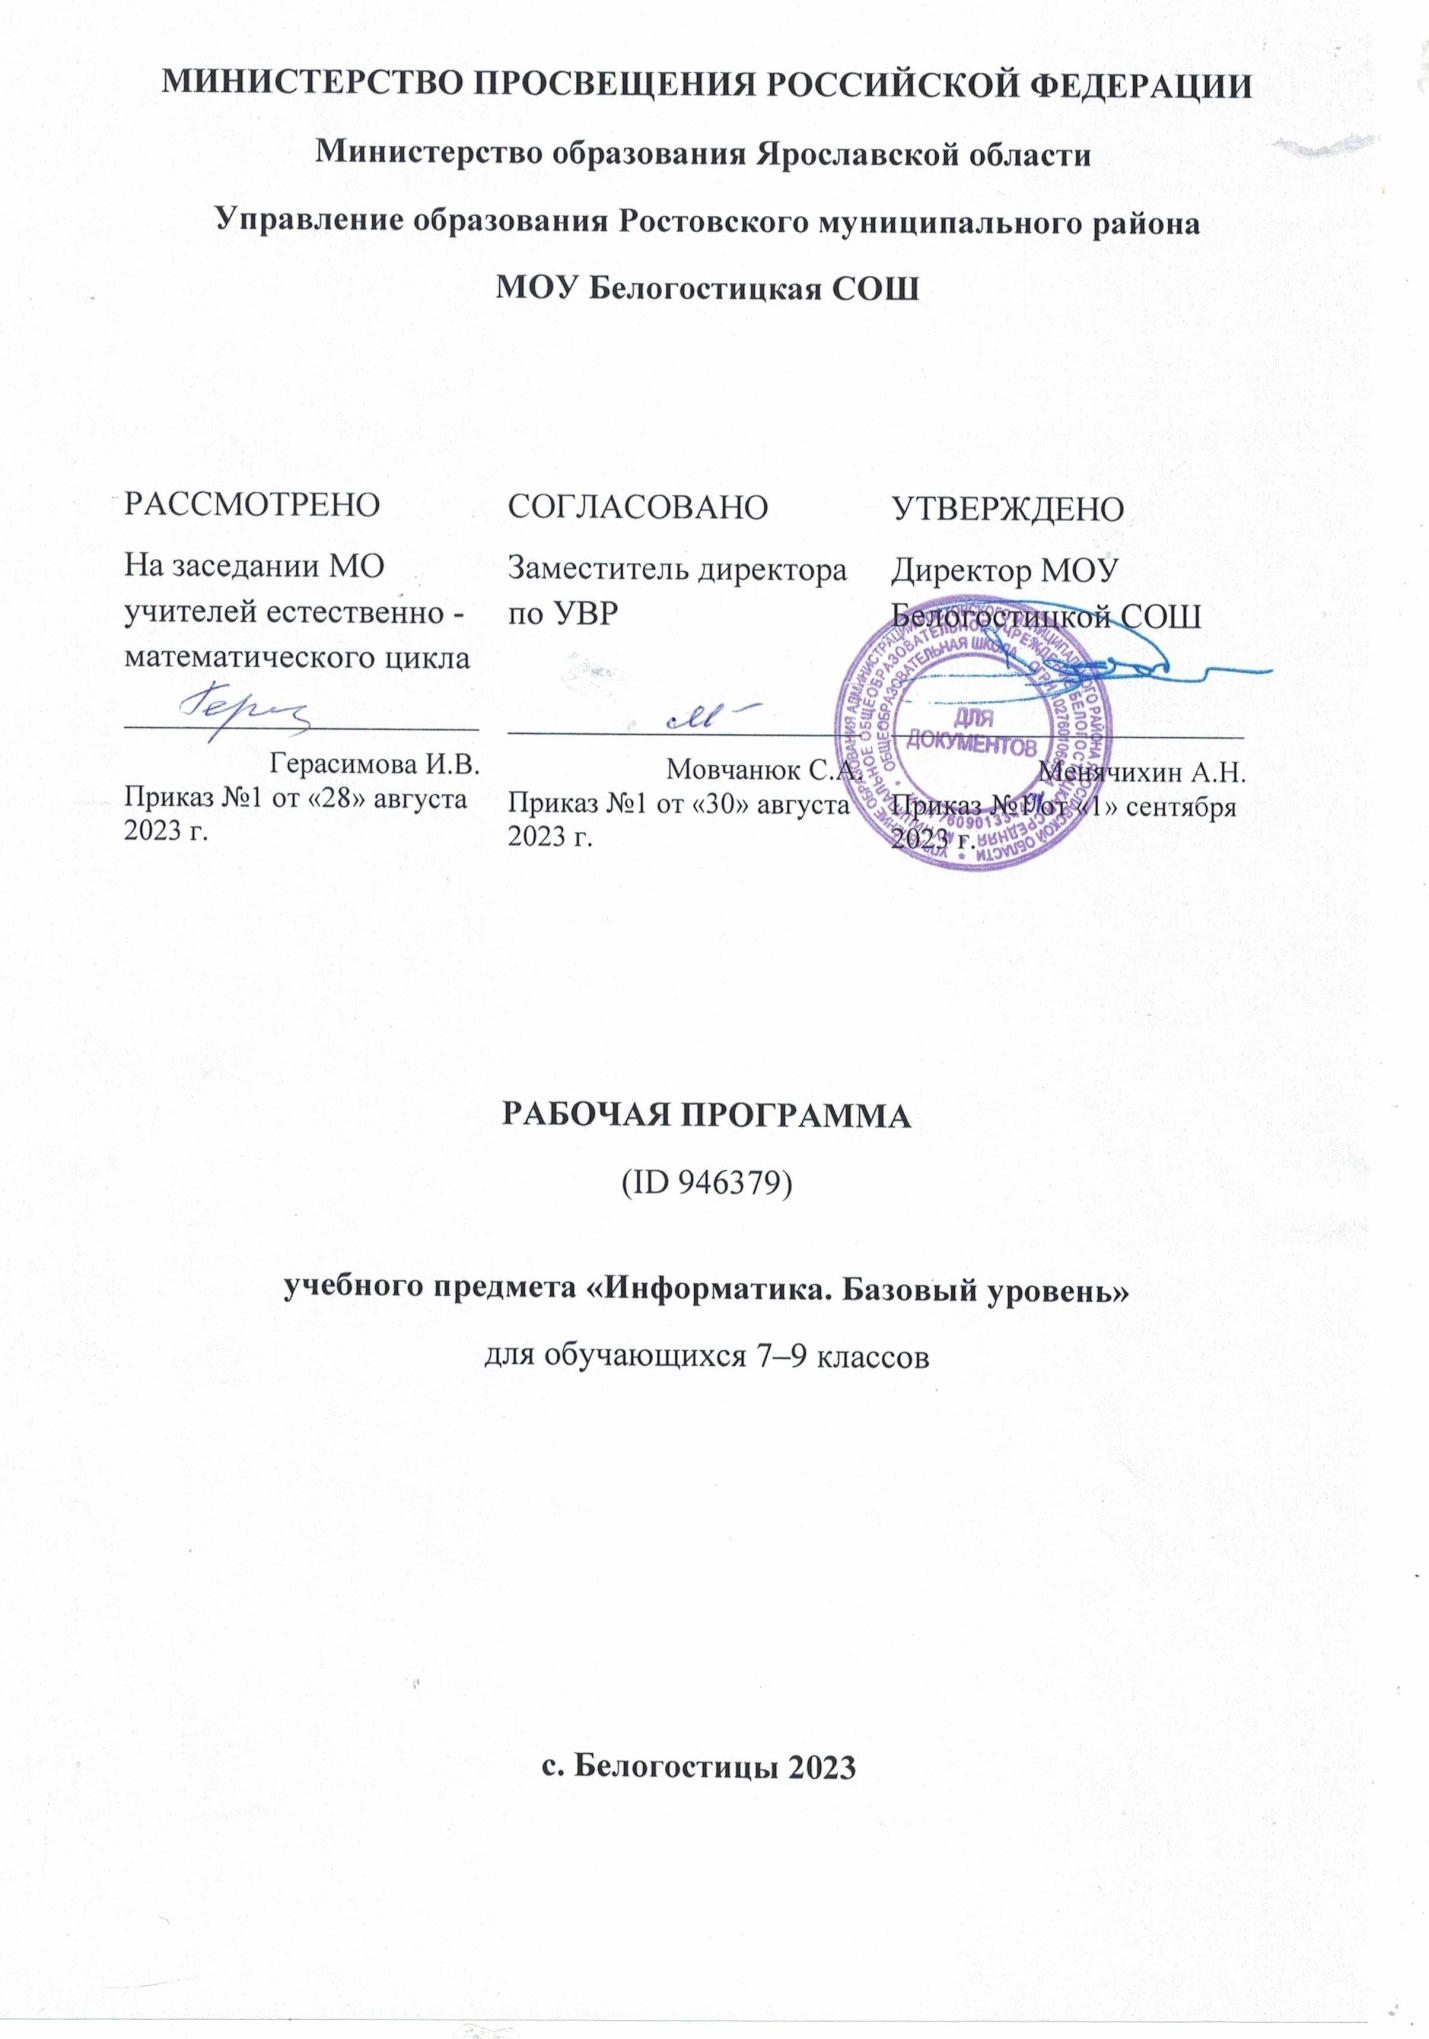 МИНИСТЕРСТВО ПРОСВЕЩЕНИЯ РОССИЙСКОЙ ФЕДЕРАЦИИ
Министерство образования Ярославской области
Управление образования Ростовского муниципального района
МОУ Белогостицкая СОШ
РАССМОТРЕНО
На заседании МО
учителей естественно -
математического цикла
Герасимова И.В.
Приказ №1 от «28» августа
2023 г.
СОГЛАСОВАНО
Заместитель директора
по УВР
Мовчанюк С.А.
Приказ №1 от «30» августа
2023 г.
УТВЕРЖДЕНО
Директор МОУ
Белогостицкой СОШ
ДЛЯ
ДОКУМЕНТОВ
Менячихин А.Н.
Приказ от «1» сентября
2023 г.
РАБОЧАЯ ПРОГРАММА
(ID 946379)
учебного предмета «Информатика. Базовый уровень»
для обучающихся 7–9 классов
с. Белогостицы 2023